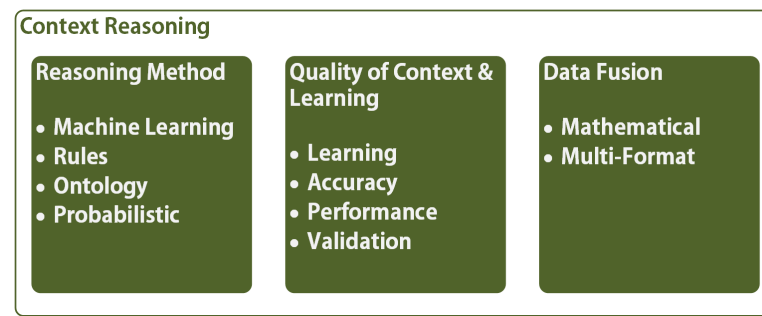 Context Reasoning
Reasoning Method
• Machine Learning
• Rules
• Ontology
• Probabilistic
Quality of Context &
Learning
• Learning
• Accuracy
• Performance
• Validation
Data Fusion
• Mathematical
• Multi-Format